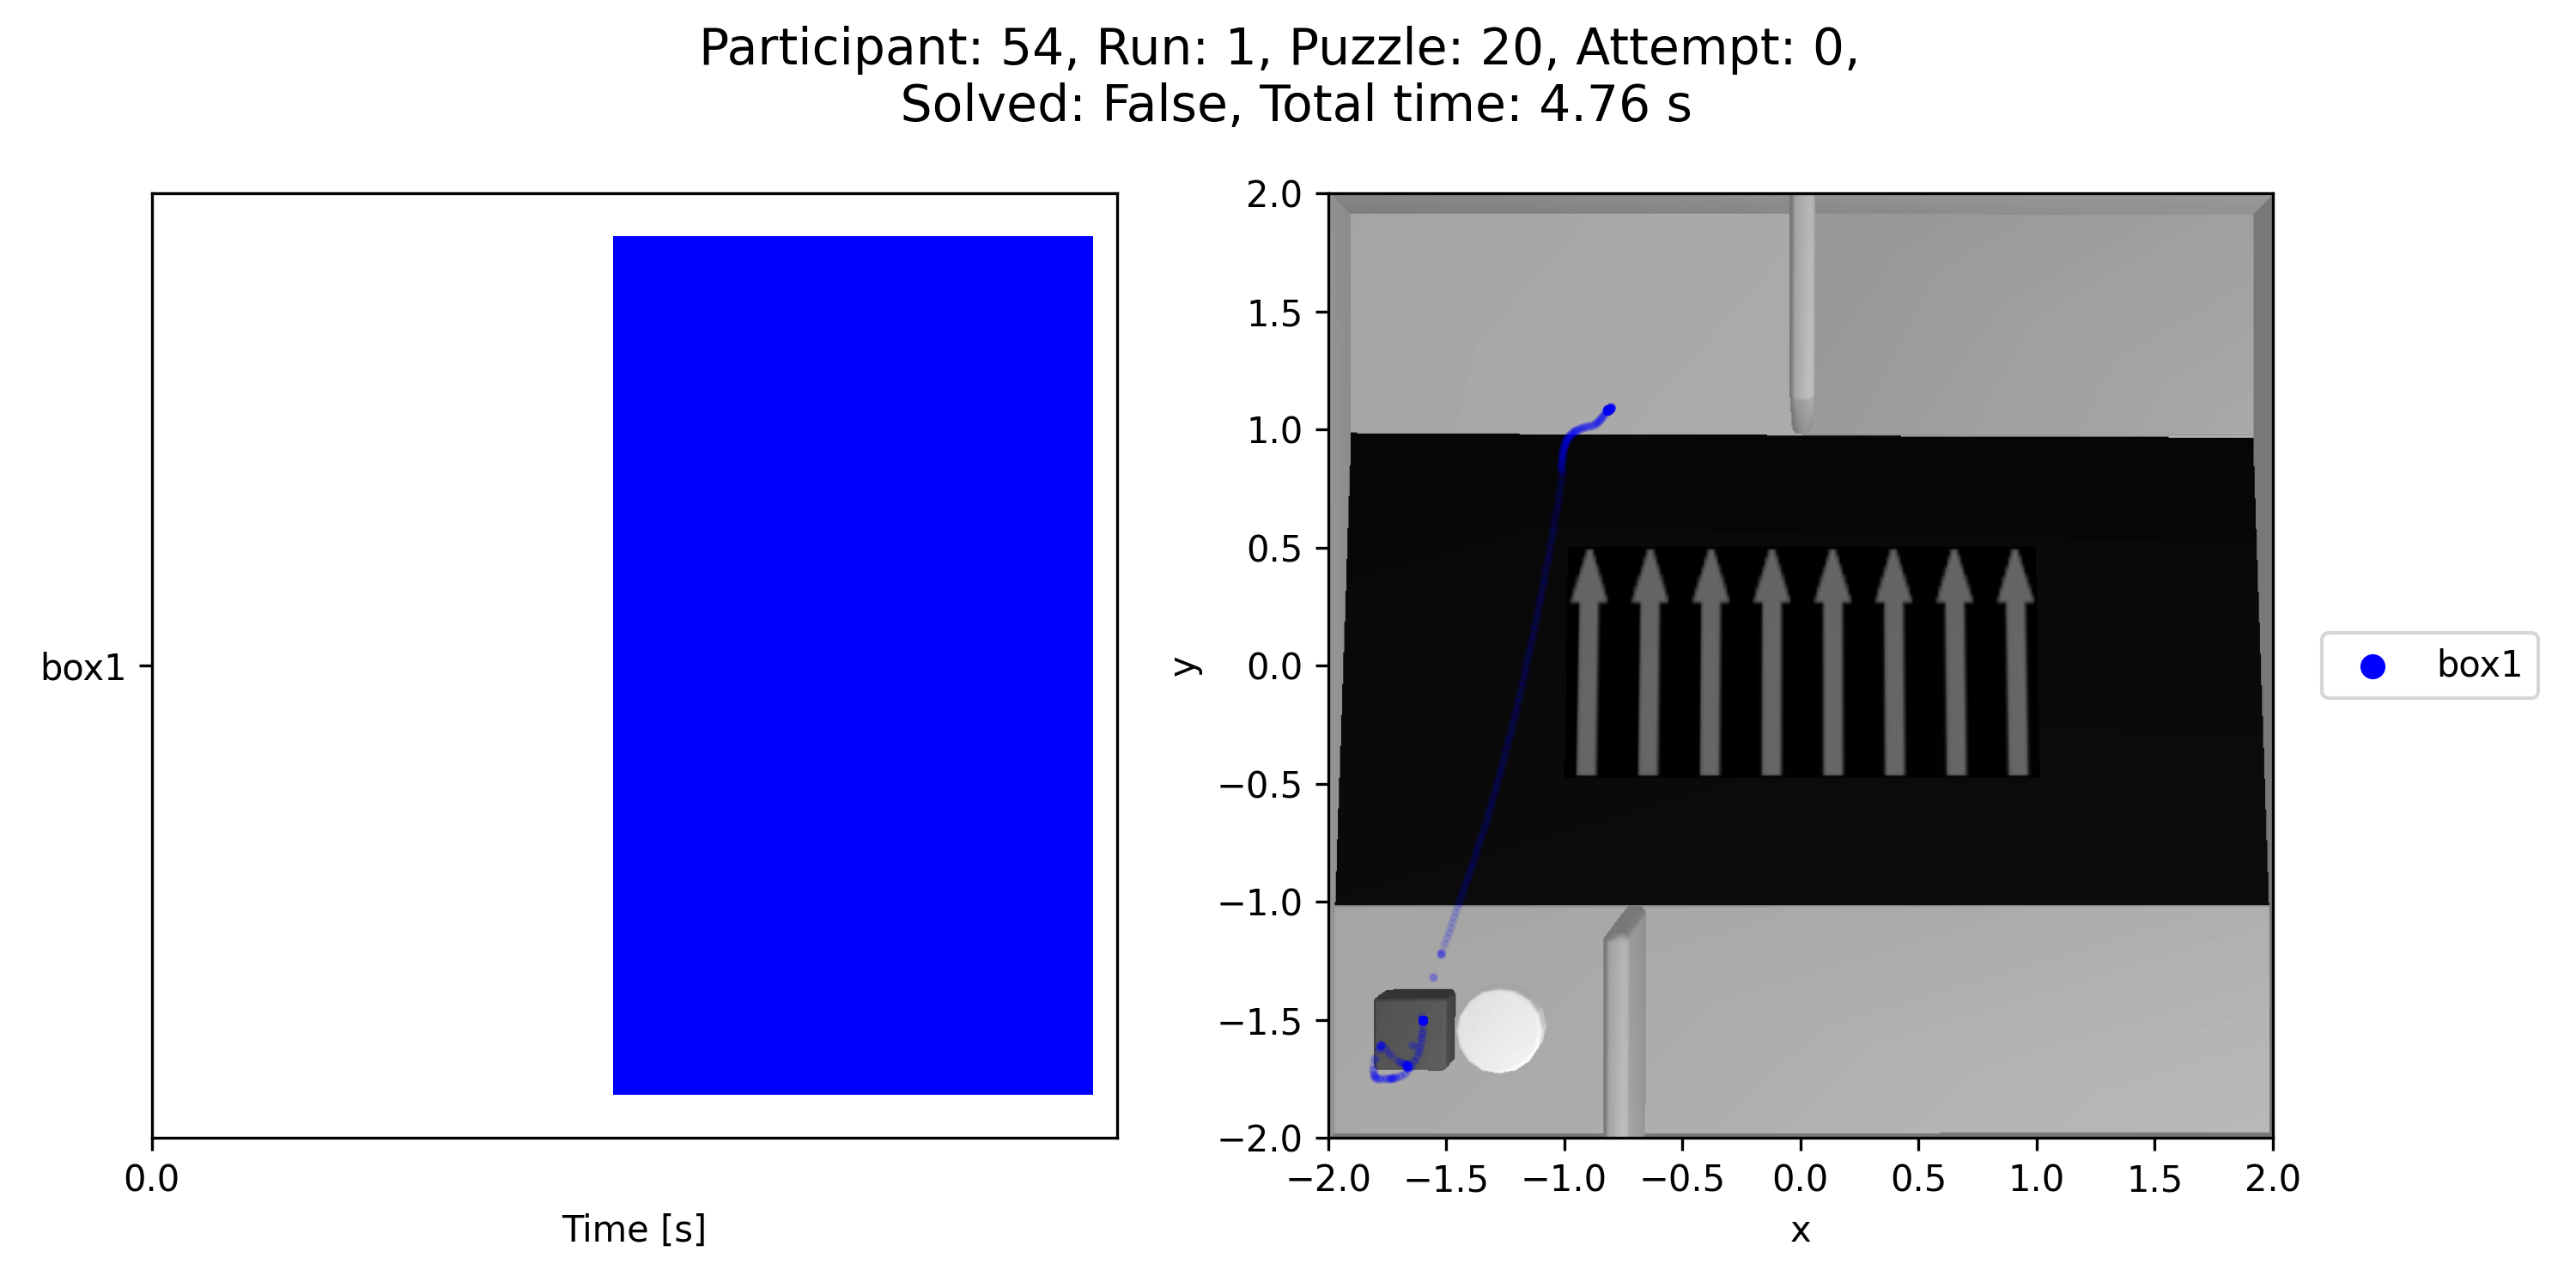 Participant: 54, Run: 1, Puzzle: 20, Attempt: 0,
Solved: False, Total time: 4.76 s
box1
0.0
Time [s]
2.0
1.5
1.0
0.5
0.0
−0.5
−1.0
−1.5
−2.0
y
−2.0 −1.5 −1.0 −0.5 0.0 0.5 1.0 1.5 2.0
x
box1